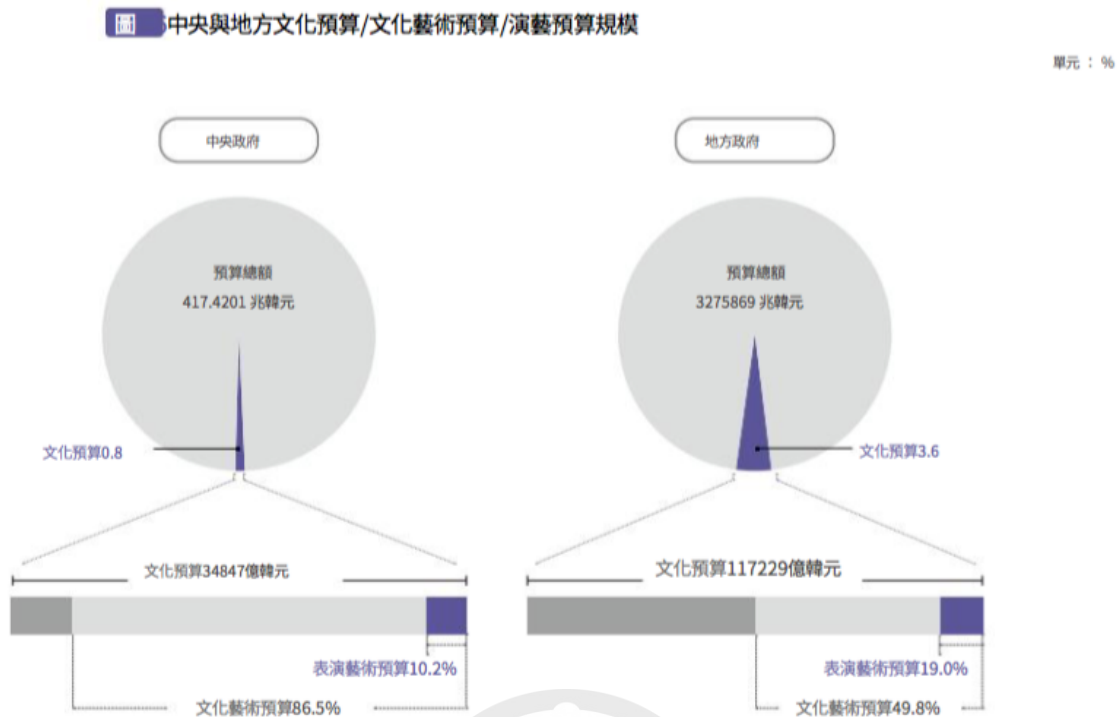 圖 中央與地方文化預算/文化藝術預算/演藝預算規模
單元 : %
中央政府
地方政府
預算總額
417.4201 兆韓元
預算總額
3275869 兆韓元
文化預算0.8
文化預算3.6
文化預算34847億韓元
文化預算117229億韓元
表演藝術預算10.2%
表演藝術預算19.0%
文化藝術預算86.5%
文化藝術預算49.8%